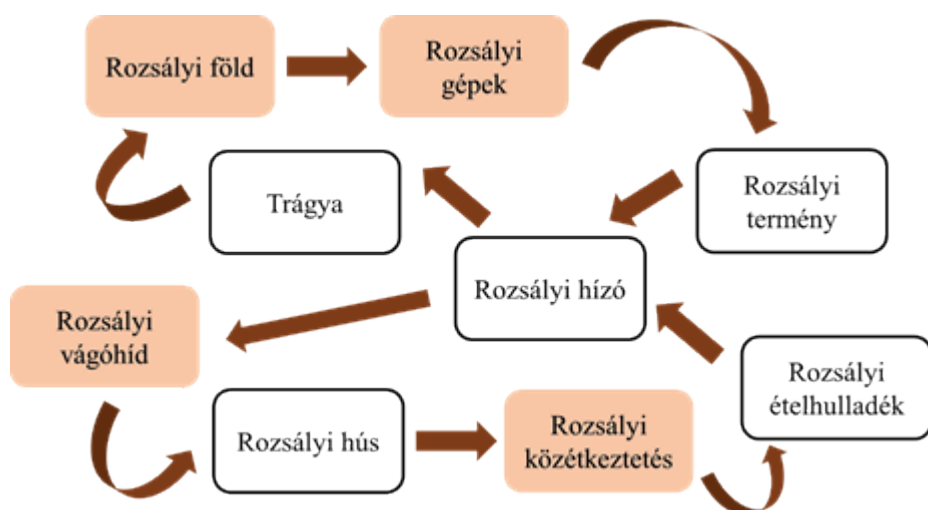 Rozsályi föld
Rozsályi
gépek
Trágya
Rozsályi
termény
Rozsályi hízó
Rozsályi
vágóhíd
Rozsályi hús
Rozsályi
közétkeztetés
Rozsályi
ételhulladék